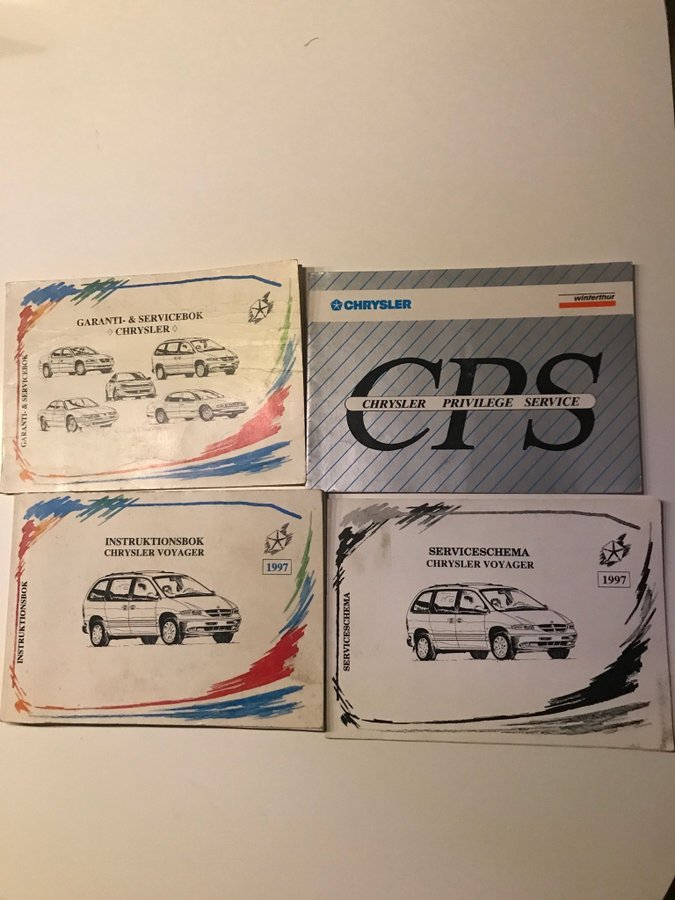 GARANTI- & SERVICEBOK
◊ CHRYSLER ◊
GARANTI- & SERVICEBOK
CHRYSLER
winterthur
CPS
CHRYSLER PRIVILEGE SERVICE
INSTRUKTIONSBOK
CHRYSLER VOYAGER
1997
INSTRUKTIONSBOK
SERVICESCHEMA
CHRYSLER VOYAGER
1997
SERVICESCHEMA